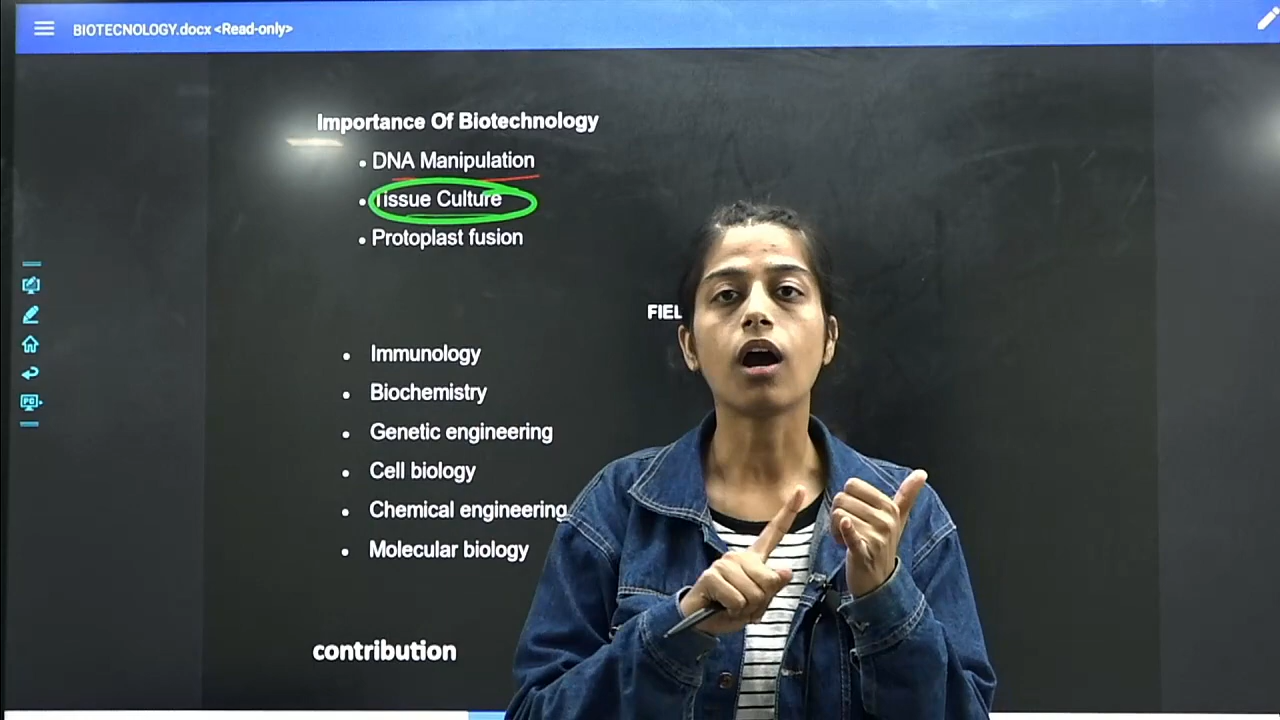 BIOTECNOLOGY.docx <Read-only>
Importance Of Biotechnology
• DNA Manipulation
• Tissue Culture
• Protoplast fusion
FIEL
• Immunology
• Biochemistry
• Genetic engineering
• Cell biology
• Chemical engineering
• Molecular biology
contribution